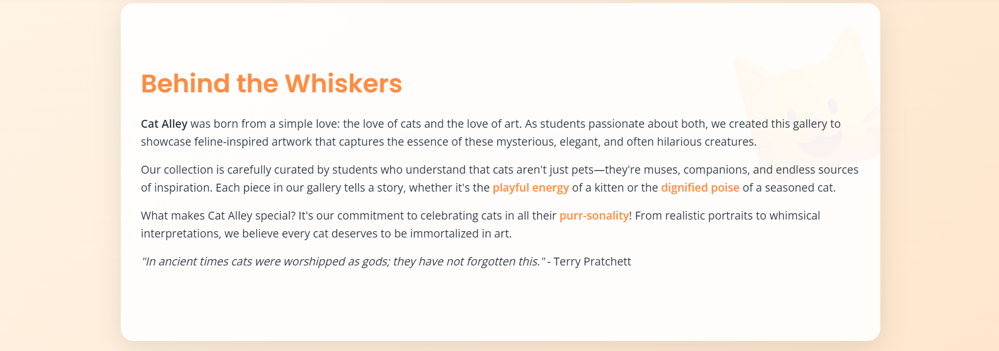 Behind the Whiskers
Cat Alley was born from a simple love: the love of cats and the love of art. As students passionate about both, we created this gallery to
showcase feline-inspired artwork that captures the essence of these mysterious, elegant, and often hilarious creatures.
Our collection is carefully curated by students who understand that cats aren't just pets—they're muses, companions, and endless sources
of inspiration. Each piece in our gallery tells a story, whether it's the playful energy of a kitten or the dignified poise of a seasoned cat.
What makes Cat Alley special? It's our commitment to celebrating cats in all their purr-sonality! From realistic portraits to whimsical
interpretations, we believe every cat deserves to be immortalized in art.
"In ancient times cats were worshipped as gods; they have not forgotten this." - Terry Pratchett